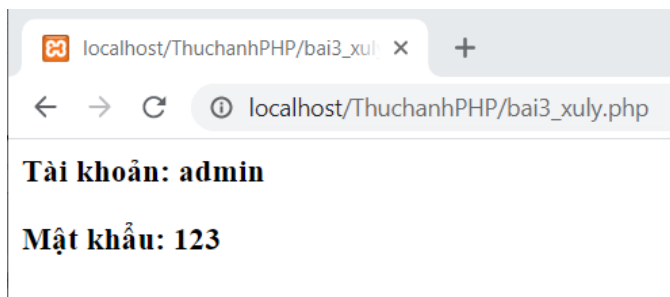 localhost/ThuchanhPHP/bai3_xul
localhost/ThuchanhPHP/bai3_xuly.php
Tài khoản: admin
Mật khẩu: 123